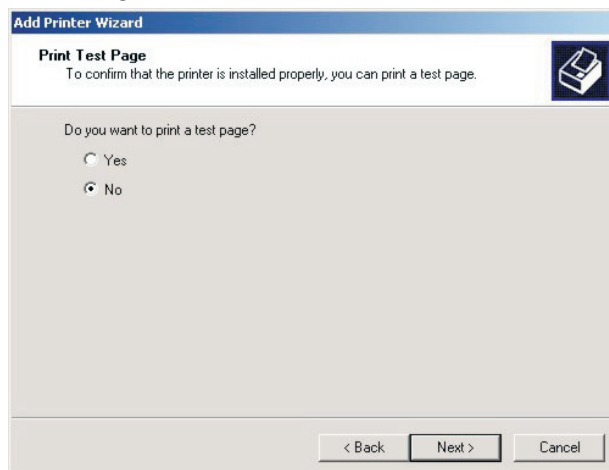 Add Printer Wizard
Print Test Page
To confirm that the printer is installed properly, you can print a test page.
Do you want to print a test page?
Yes
No
< Back Next > Cancel